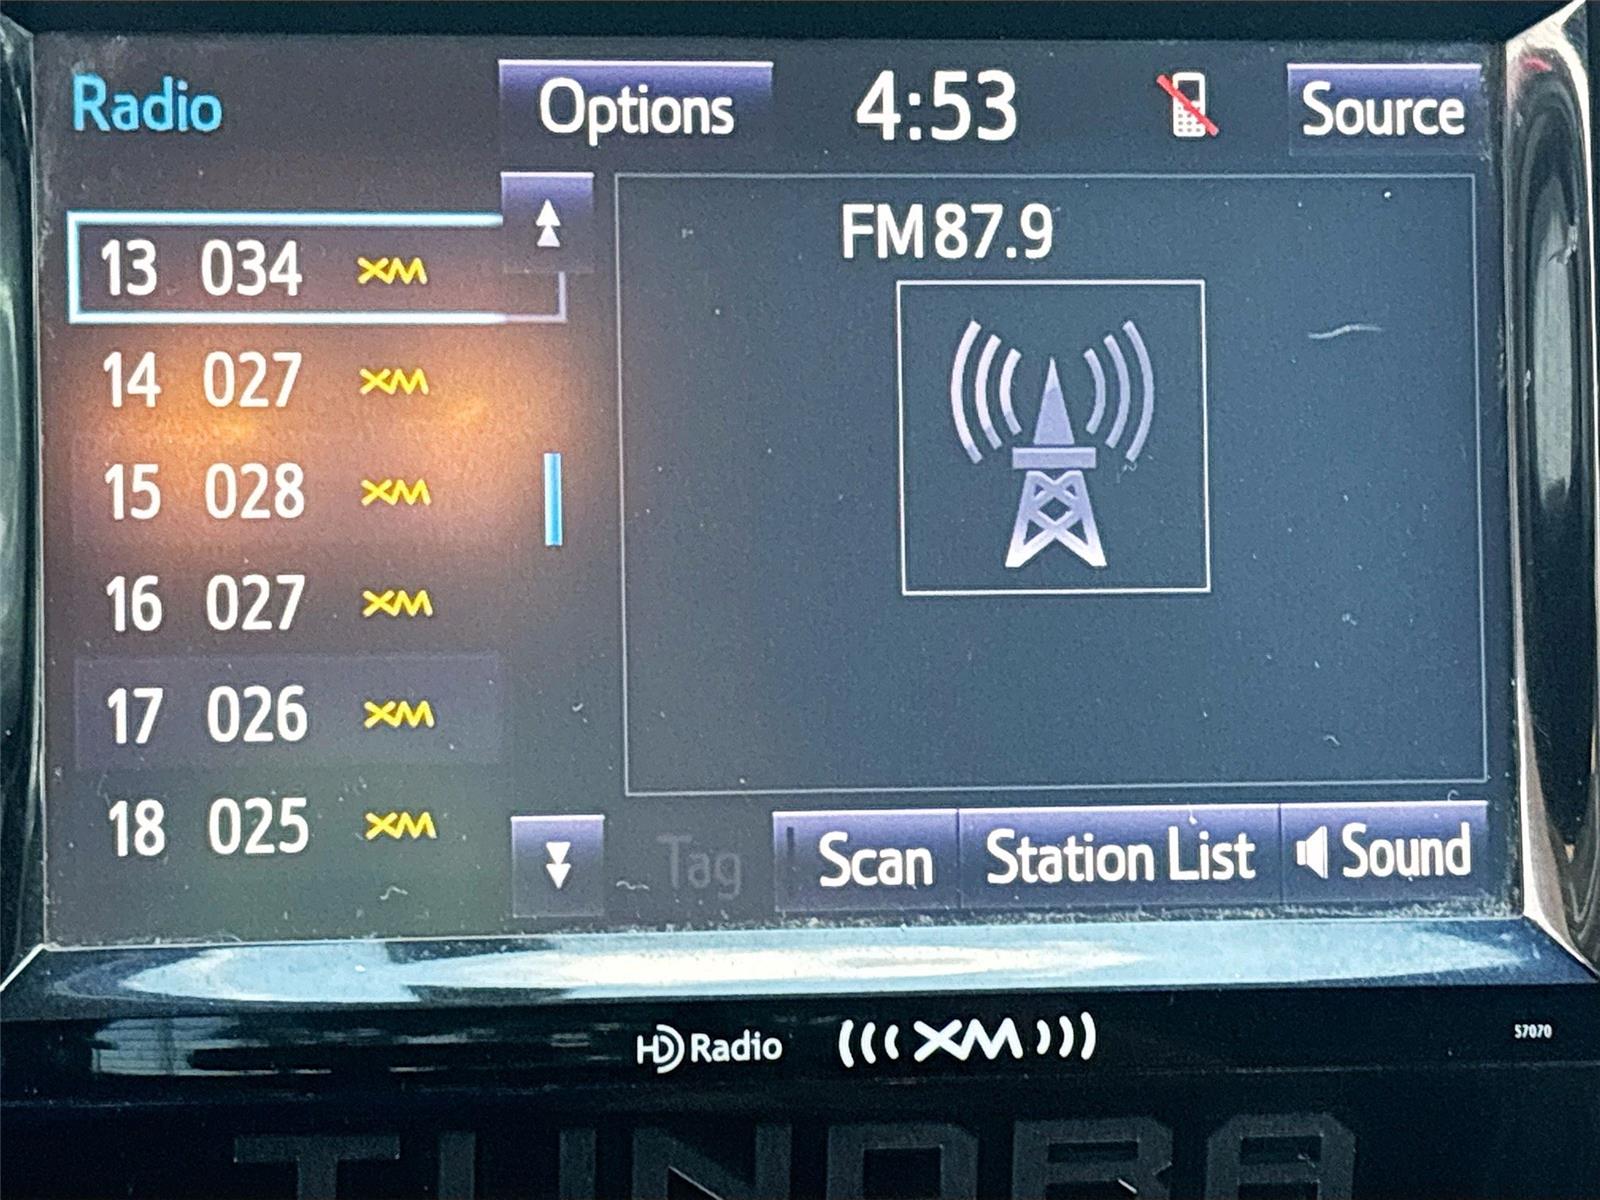 Radio Options 4:53 Source
FM 87.9
13 034 XM
14 027 XM
15 028 XM
16 027 XM
17 026 XM
18 025 XM
Tag Scan Station List Sound
HD Radio ((( XM )))
57070
TUNDRA